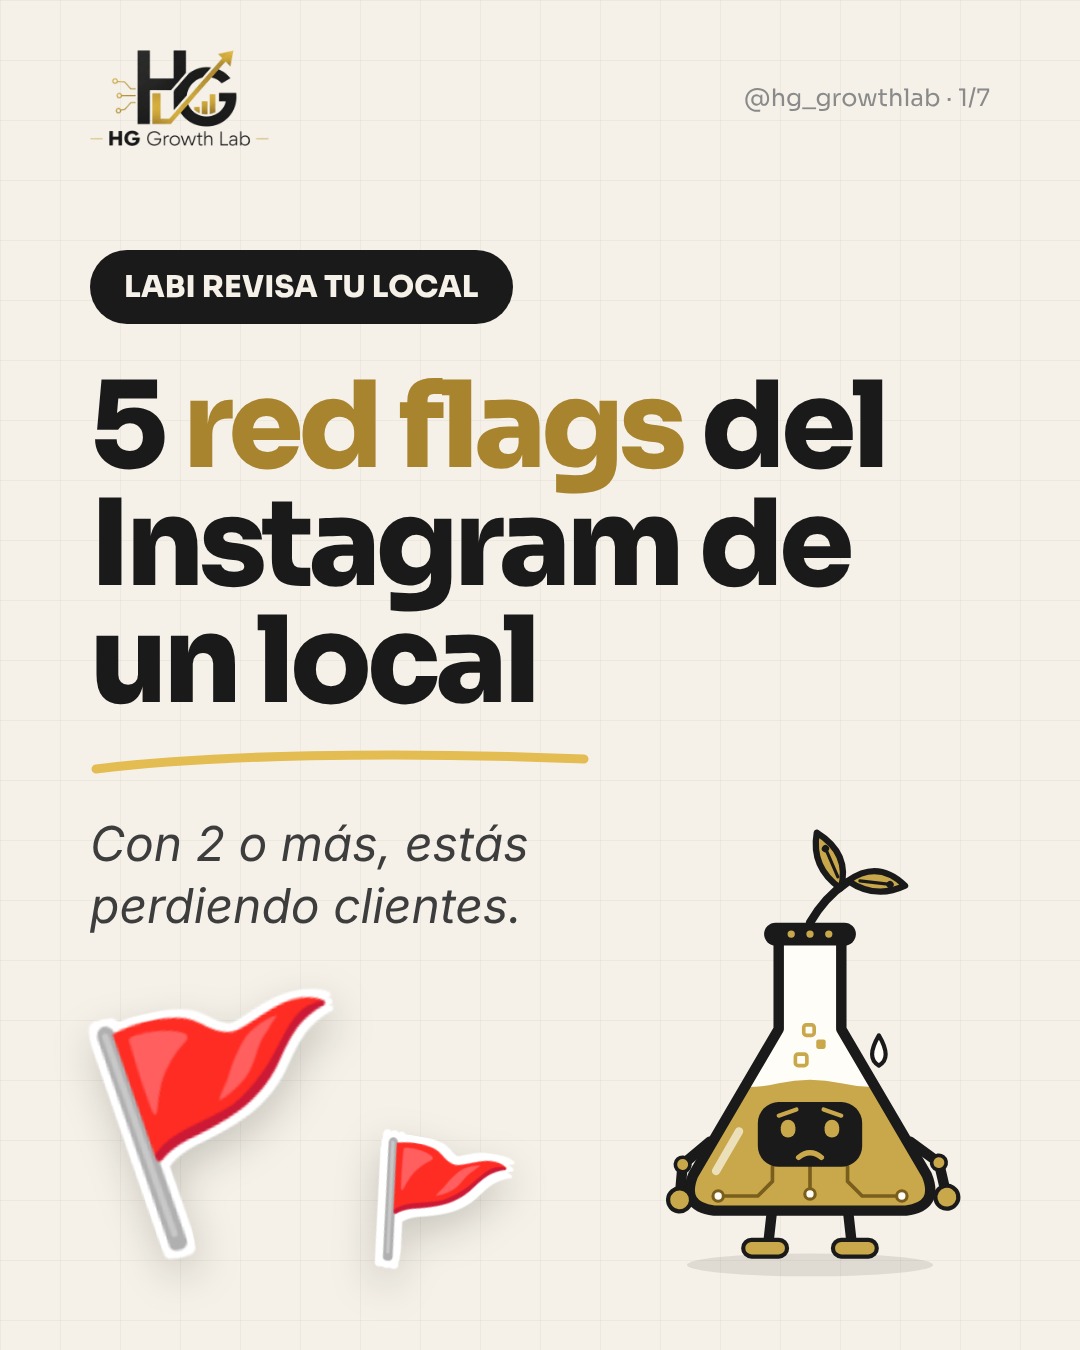 HG
HG Growth Lab
@hg_growthlab · 1/7
LABI REVISA TU LOCAL
5 red flags del
Instagram de
un local
Con 2 o más, estás
perdiendo clientes.